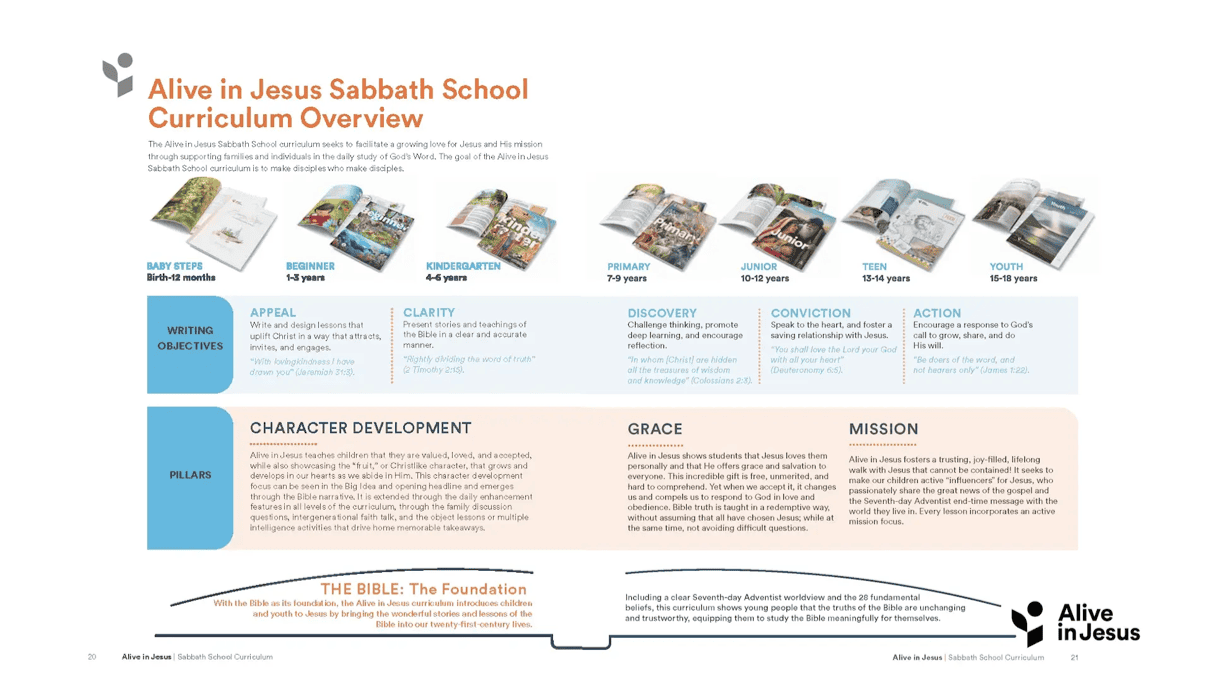 Alive in Jesus Sabbath School
Curriculum Overview
The Alive in Jesus Sabbath School curriculum seeks to facilitate a growing love for Jesus and His mission
through supporting families and individuals in the daily study of God's Word. The goal of the Alive in Jesus
Sabbath School curriculum is to make disciples who make disciples.
Beginner
Kinder
garten
Primary
Junior
Teen
Youth
BABY STEPS
Birth-12 months
BEGINNER
1-3 years
KINDERGARTEN
4-6 years
PRIMARY
7-9 years
JUNIOR
10-12 years
TEEN
13-14 years
YOUTH
15-18 years
WRITING
OBJECTIVES
APPEAL
Write and design lessons that
uplift Christ in a way that attracts,
invites, and engages.
"With lovingkindness I have
drawn you" (Jeremiah 31:3).
CLARITY
Present stories and teachings of
the Bible in a clear and accurate
manner.
"Rightly dividing the word of truth"
(2 Timothy 2:15).
DISCOVERY
Challenge thinking, promote
deep learning, and encourage
reflection.
"In whom [Christ] are hidden
all the treasures of wisdom
and knowledge" (Colossians 2:3).
CONVICTION
Speak to the heart, and foster a
saving relationship with Jesus.
"You shall love the Lord your God
with all your heart"
(Deuteronomy 6:5).
ACTION
Encourage a response to God's
call to grow, share, and do
His will.
"Be doers of the word, and
not hearers only" (James 1:22).
PILLARS
CHARACTER DEVELOPMENT
Alive in Jesus teaches children that they are valued, loved, and accepted,
while also showcasing the "fruit," or Christlike character, that grows and
develops in our hearts as we abide in Him. This character development
focus can be seen in the Big Idea and opening headline and emerges
through the Bible narrative. It is extended through the daily enhancement
features in all levels of the curriculum, through the family discussion
questions, intergenerational faith talk, and the object lessons or multiple
intelligence activities that drive home memorable takeaways.
GRACE
Alive in Jesus shows students that Jesus loves them
personally and that He offers grace and salvation to
everyone. This incredible gift is free, unmerited, and
hard to comprehend. Yet when we accept it, it changes
us and compels us to respond to God in love and
obedience. Bible truth is taught in a redemptive way,
without assuming that all have chosen Jesus; while at
the same time, not avoiding difficult questions.
MISSION
Alive in Jesus fosters a trusting, joy-filled, lifelong
walk with Jesus that cannot be contained! It seeks to
make our children active "influencers" for Jesus, who
passionately share the great news of the gospel and
the Seventh-day Adventist end-time message with the
world they live in. Every lesson incorporates an active
mission focus.
THE BIBLE: The Foundation
With the Bible as its foundation, the Alive in Jesus curriculum introduces children
and youth to Jesus by bringing the wonderful stories and lessons of the
Bible into our twenty-first-century lives.
Including a clear Seventh-day Adventist worldview and the 28 fundamental
beliefs, this curriculum shows young people that the truths of the Bible are unchanging
and trustworthy, equipping them to study the Bible meaningfully for themselves.
Alive
in Jesus
20 Alive in Jesus | Sabbath School Curriculum
Alive in Jesus | Sabbath School Curriculum 21